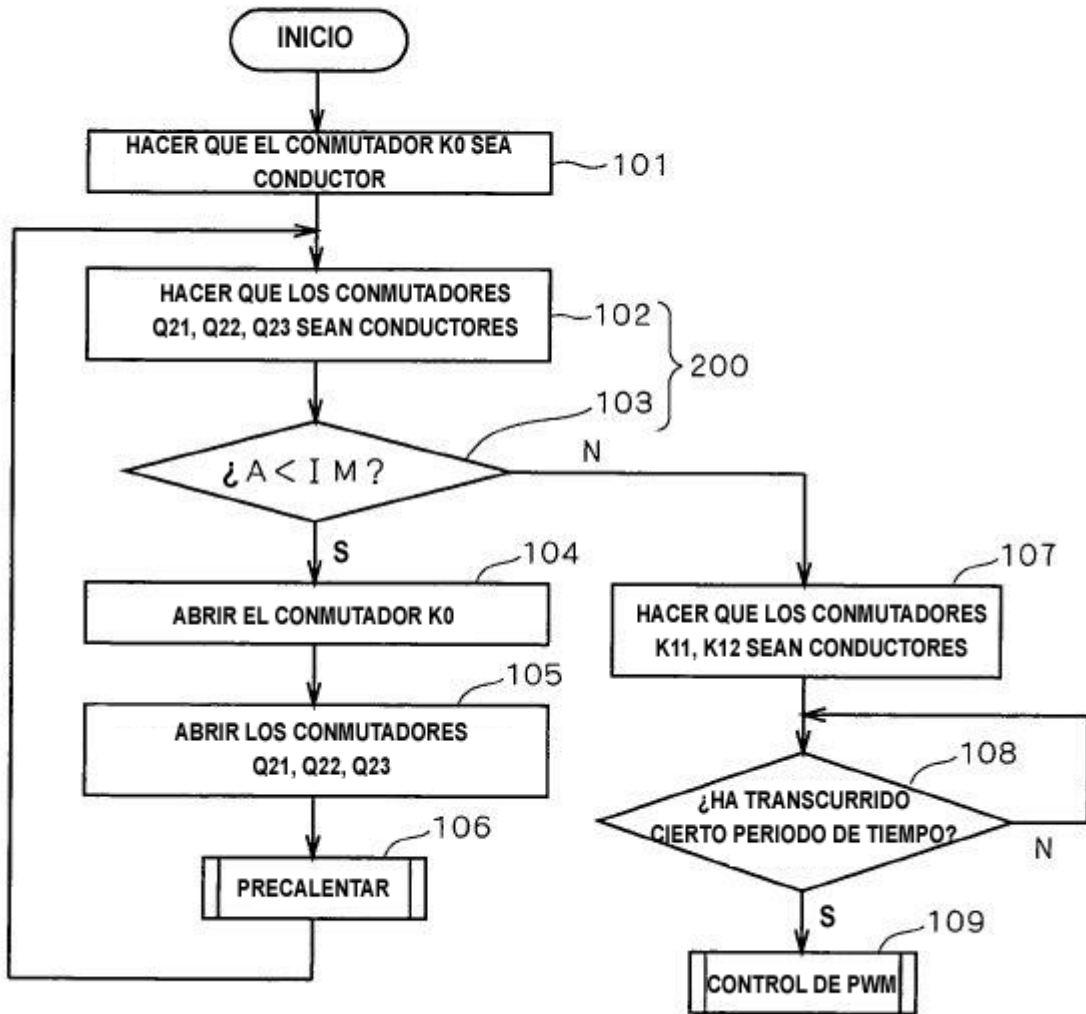 INICIO
HACER QUE EL CONMUTADOR K0 SEA
CONDUCTOR
101
HACER QUE LOS CONMUTADORES
Q21, Q22, Q23 SEAN CONDUCTORES
102
200
103
¿A<IM?
N
S
104
ABRIR EL CONMUTADOR K0
105
ABRIR LOS CONMUTADORES
Q21, Q22, Q23
106
PRECALENTAR
107
HACER QUE LOS CONMUTADORES
K11, K12 SEAN CONDUCTORES
108
¿HA TRANSCURRIDO
CIERTO PERIODO DE TIEMPO?
N
S
109
CONTROL DE PWM